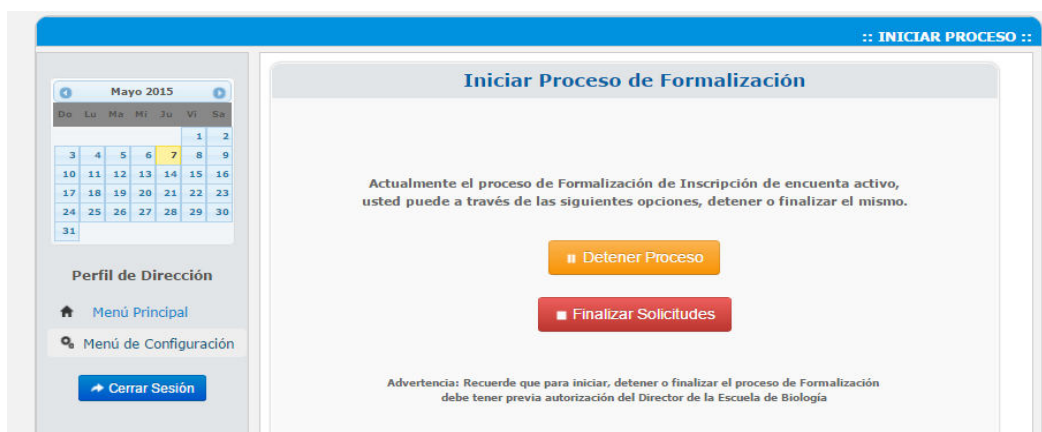 :: INICIAR PROCESO ::
Mayo 2015
Do Lu Ma Mi Ju Vi Sa
1 2
3 4 5 6 7 8 9
10 11 12 13 14 15 16
17 18 19 20 21 22 23
24 25 26 27 28 29 30
31
Perfil de Dirección
Menú Principal
Menú de Configuración
Cerrar Sesión
Iniciar Proceso de Formalización
Actualmente el proceso de Formalización de Inscripción de encuenta activo,
usted puede a través de las siguientes opciones, detener o finalizar el mismo.
Detener Proceso
Finalizar Solicitudes
Advertencia: Recuerde que para iniciar, detener o finalizar el proceso de Formalización
debe tener previa autorización del Director de la Escuela de Biología